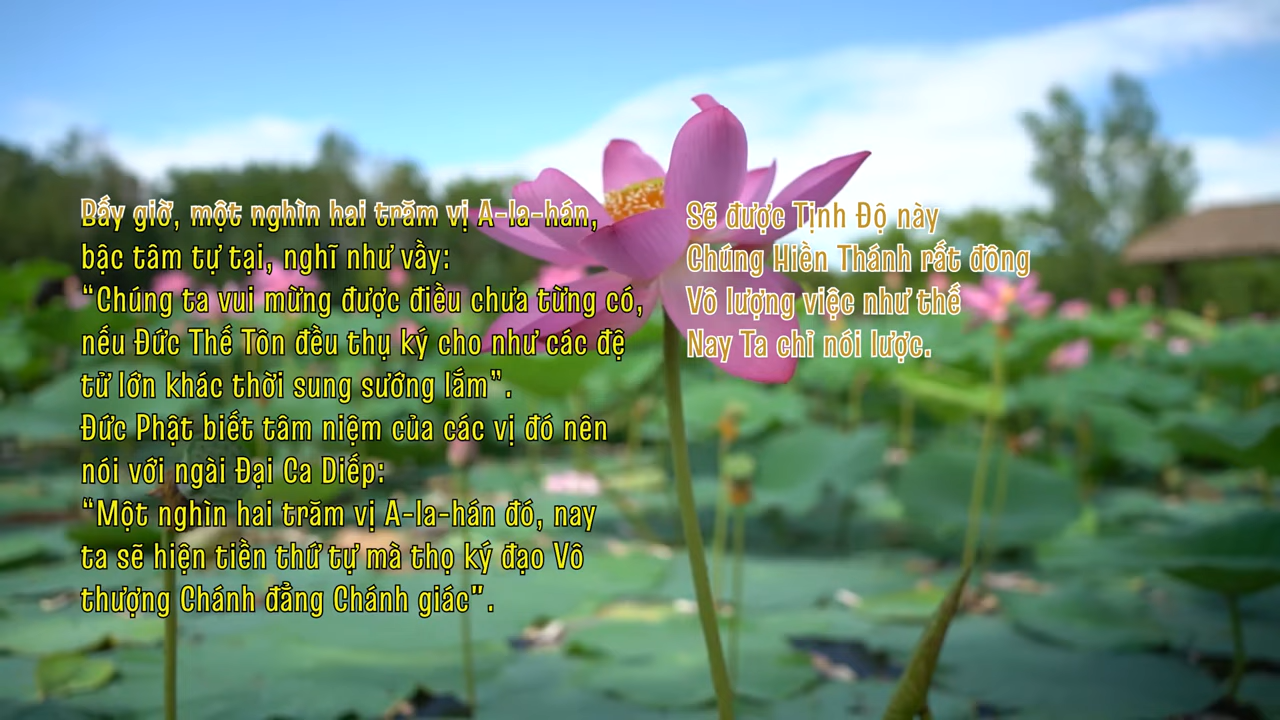 Bấy giờ, một nghìn hai trăm vị A-la-hán,
bậc tâm tự tại, nghĩ như vầy:
“Chúng ta vui mừng được điều chưa từng có,
nếu Đức Thế Tôn đều thụ ký cho như các đệ
tử lớn khác thời sung sướng lắm”.
Đức Phật biết tâm niệm của các vị đó nên
nói với ngài Đại Ca Diếp:
“Một nghìn hai trăm vị A-la-hán đó, nay
ta sẽ hiện tiền thứ tự mà thọ ký đạo Vô
thượng Chánh đẳng Chánh giác”.
Sẽ được Tịnh Độ này
Chúng Hiền Thánh rất đông
Vô lượng việc như thế
Nay Ta chỉ nói lược.